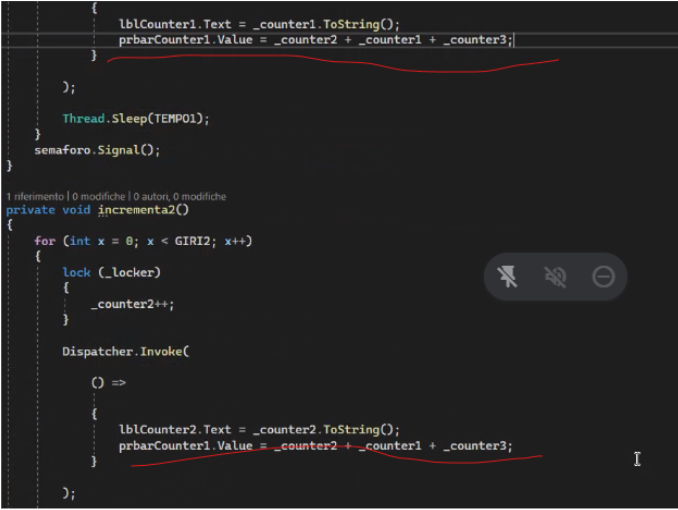 {
lblCounter1.Text = _counter1.ToString();
prbarCounter1.Value = _counter2 + _counter1 + _counter3;
}
);
Thread.Sleep(TEMPO1);
}
semaforo.Signal();
}
1 riferimento | 0 modifiche | 0 autori, 0 modifiche
private void incrementa2()
{
for (int x = 0; x < GIRI2; x++)
{
lock (_locker)
{
_counter2++;
}
Dispatcher.Invoke(
() =>
{
lblCounter2.Text = _counter2.ToString();
prbarCounter1.Value = _counter2 + _counter1 + _counter3;
}
);